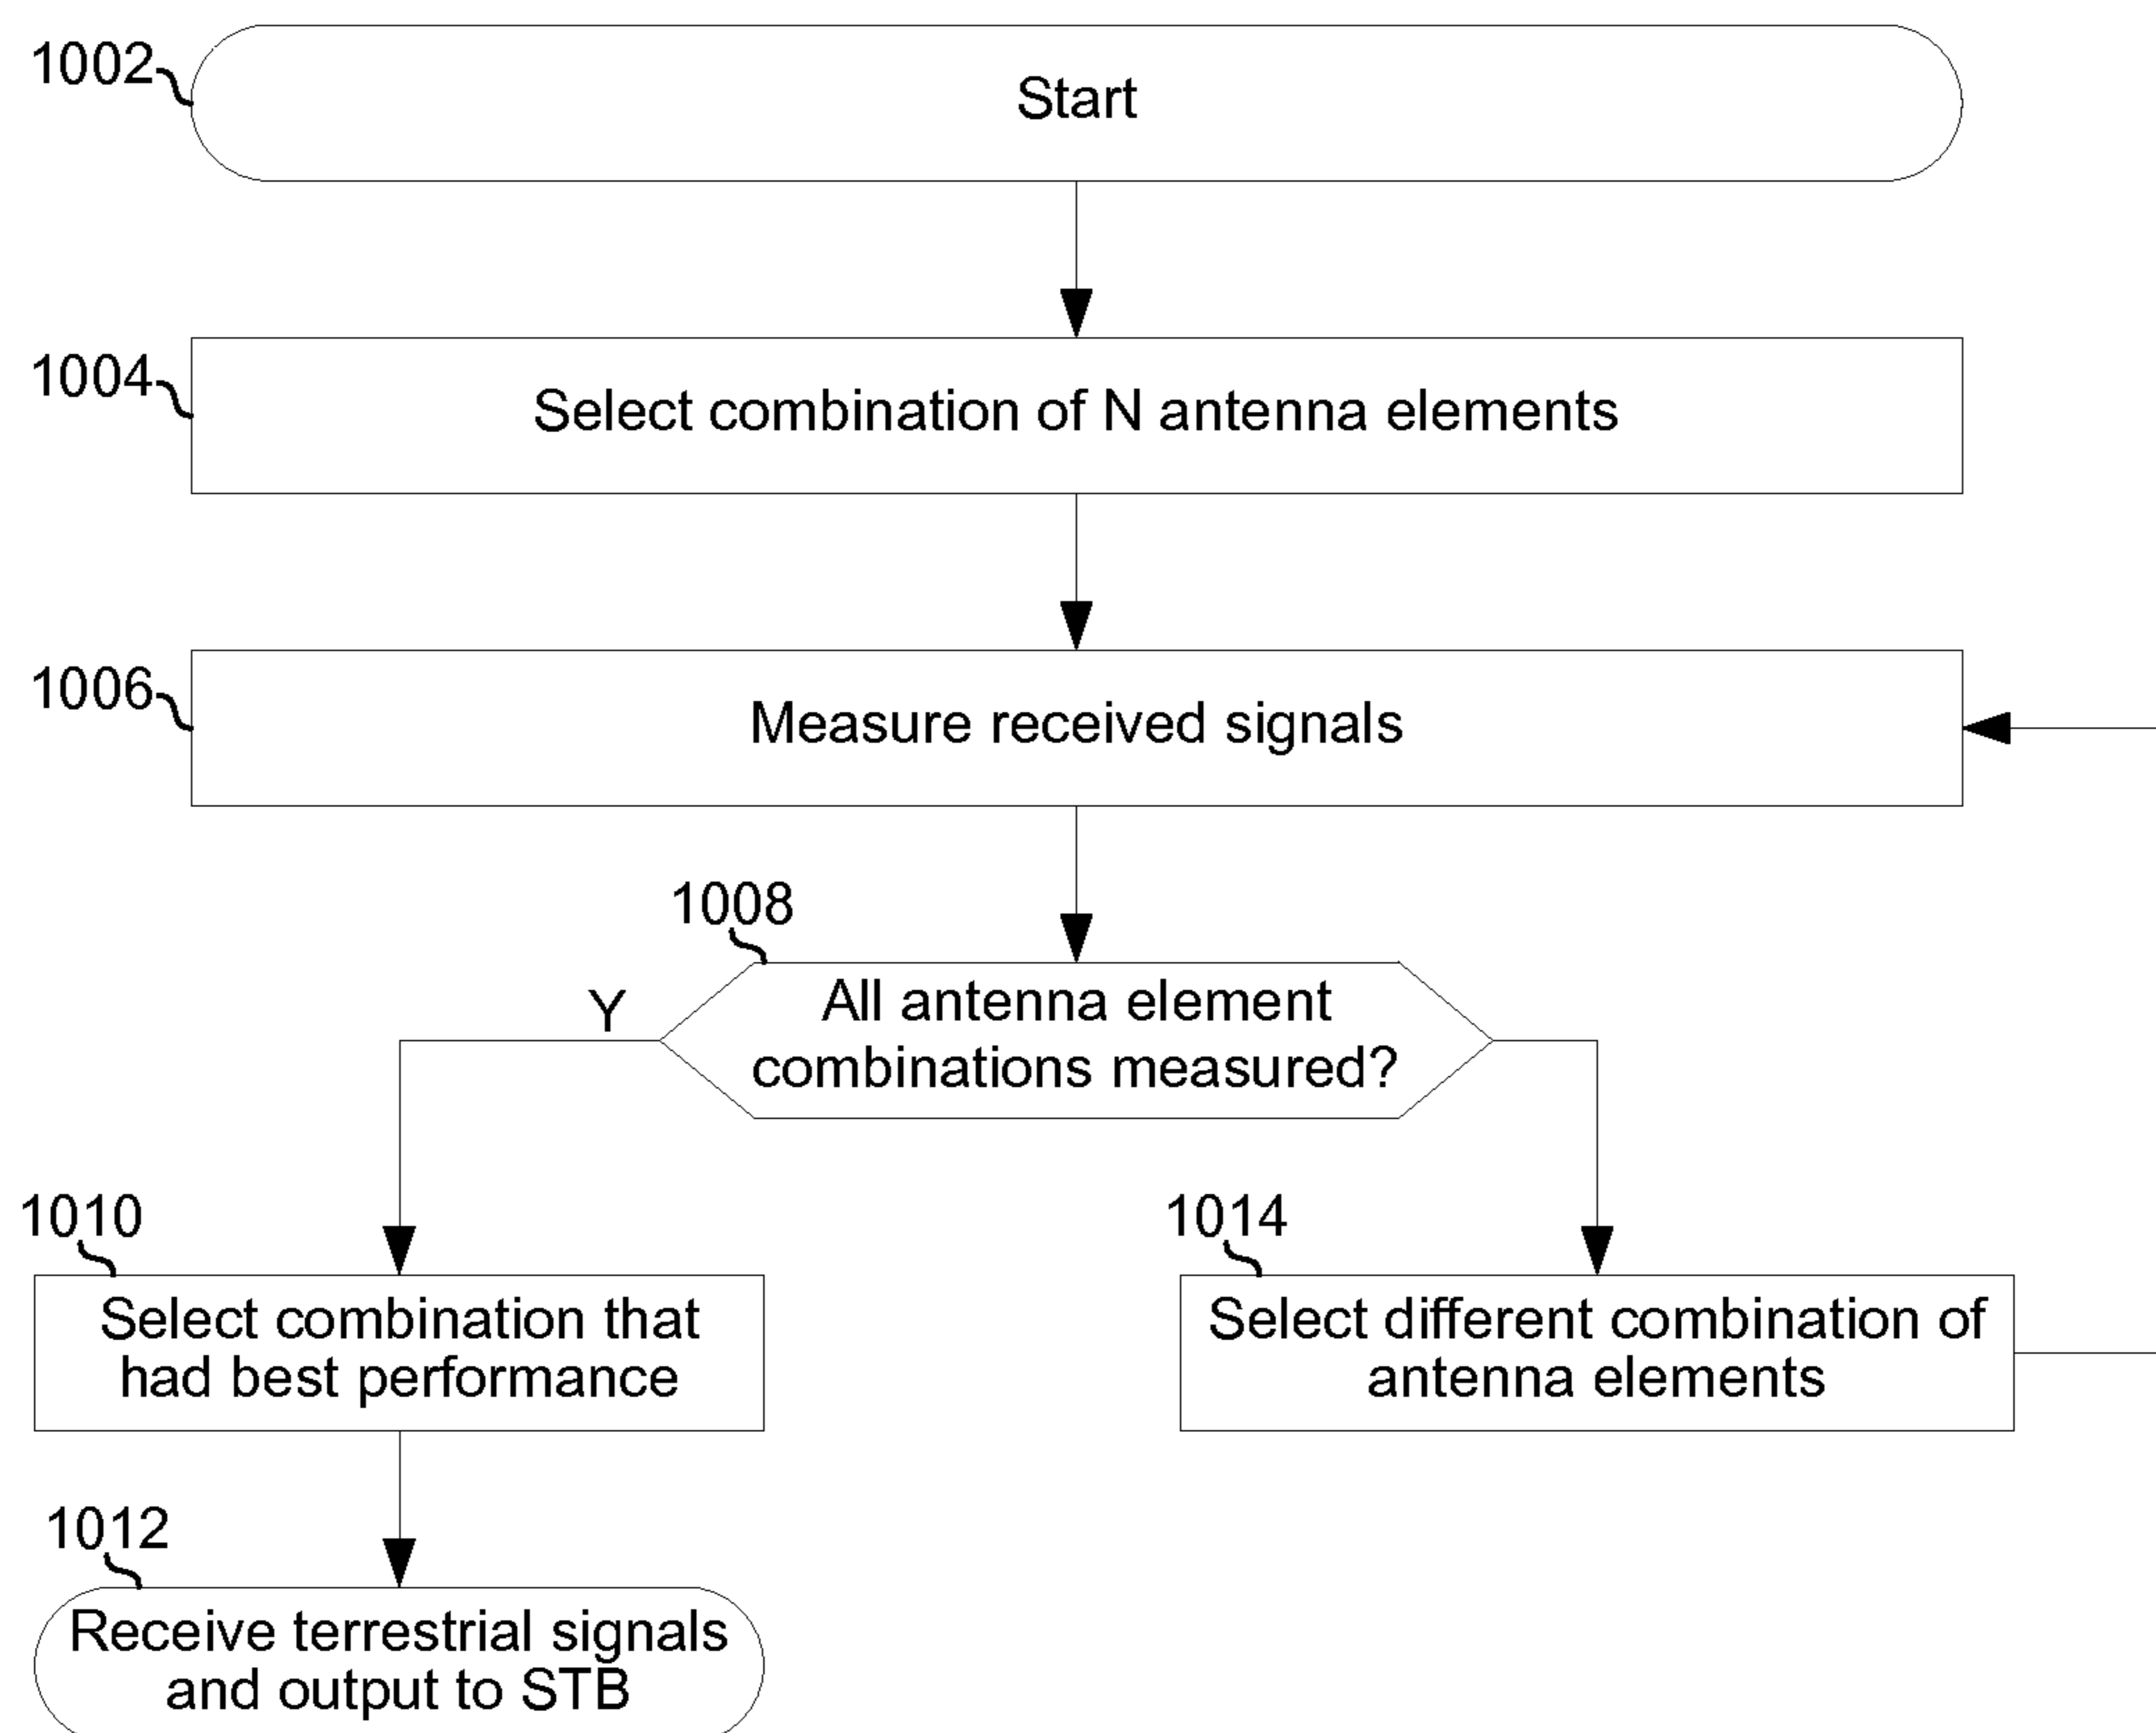 1002
Start
1004
Select combination of N antenna elements
1006
Measure received signals
1008
Y
All antenna element
combinations measured?
1010
Select combination that
had best performance
1014
Select different combination of
antenna elements
1012
Receive terrestrial signals
and output to STB